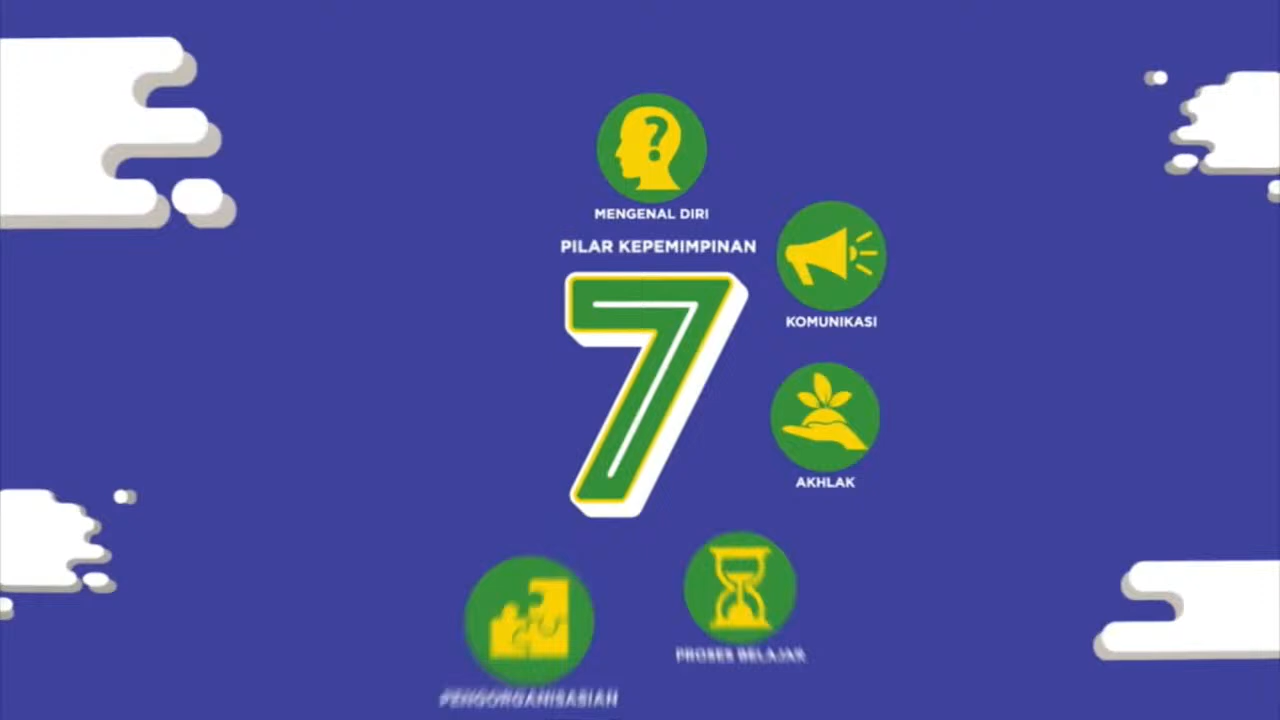 MENGENAL DIRI
PILAR KEPEMIMPINAN
7
KOMUNIKASI
AKHLAK
PROSES BELAJAR
PENGORGANISASIAN